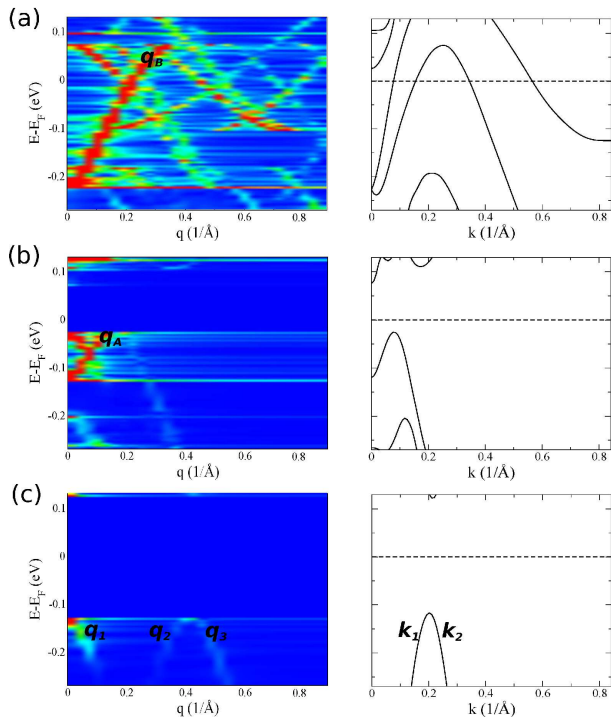 (a)
0.1
0
-0.1
-0.2
E-E_F (eV)
q_B
0 0.2 0.4 0.6 0.8
q (1/Å)
0 0.2 0.4 0.6 0.8
k (1/Å)
(b)
0.1
0
-0.1
-0.2
E-E_F (eV)
q_A
0 0.2 0.4 0.6 0.8
q (1/Å)
0 0.2 0.4 0.6 0.8
k (1/Å)
(c)
0.1
0
-0.1
-0.2
E-E_F (eV)
q_1 q_2 q_3
0 0.2 0.4 0.6 0.8
q (1/Å)
k_1 k_2
0 0.2 0.4 0.6 0.8
k (1/Å)